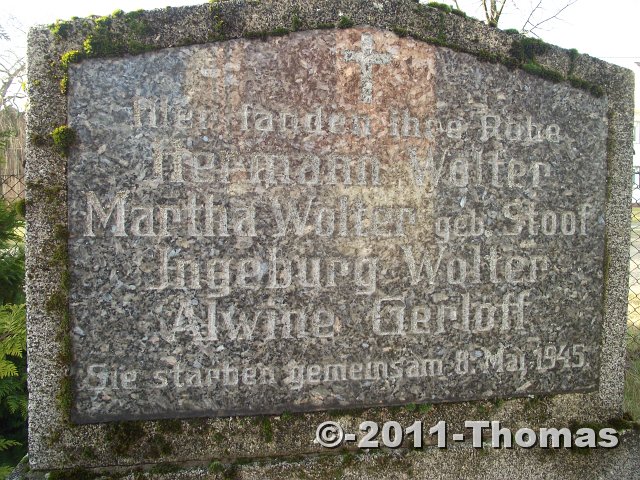 Hier fanden ihre Ruhe
Hermann Wolter
Martha Wolter geb. Stoof
Ingeburg Wolter
Alwine Gerloff
Sie starben gemeinsam 8. Mai 1945.
©-2011-Thomas.